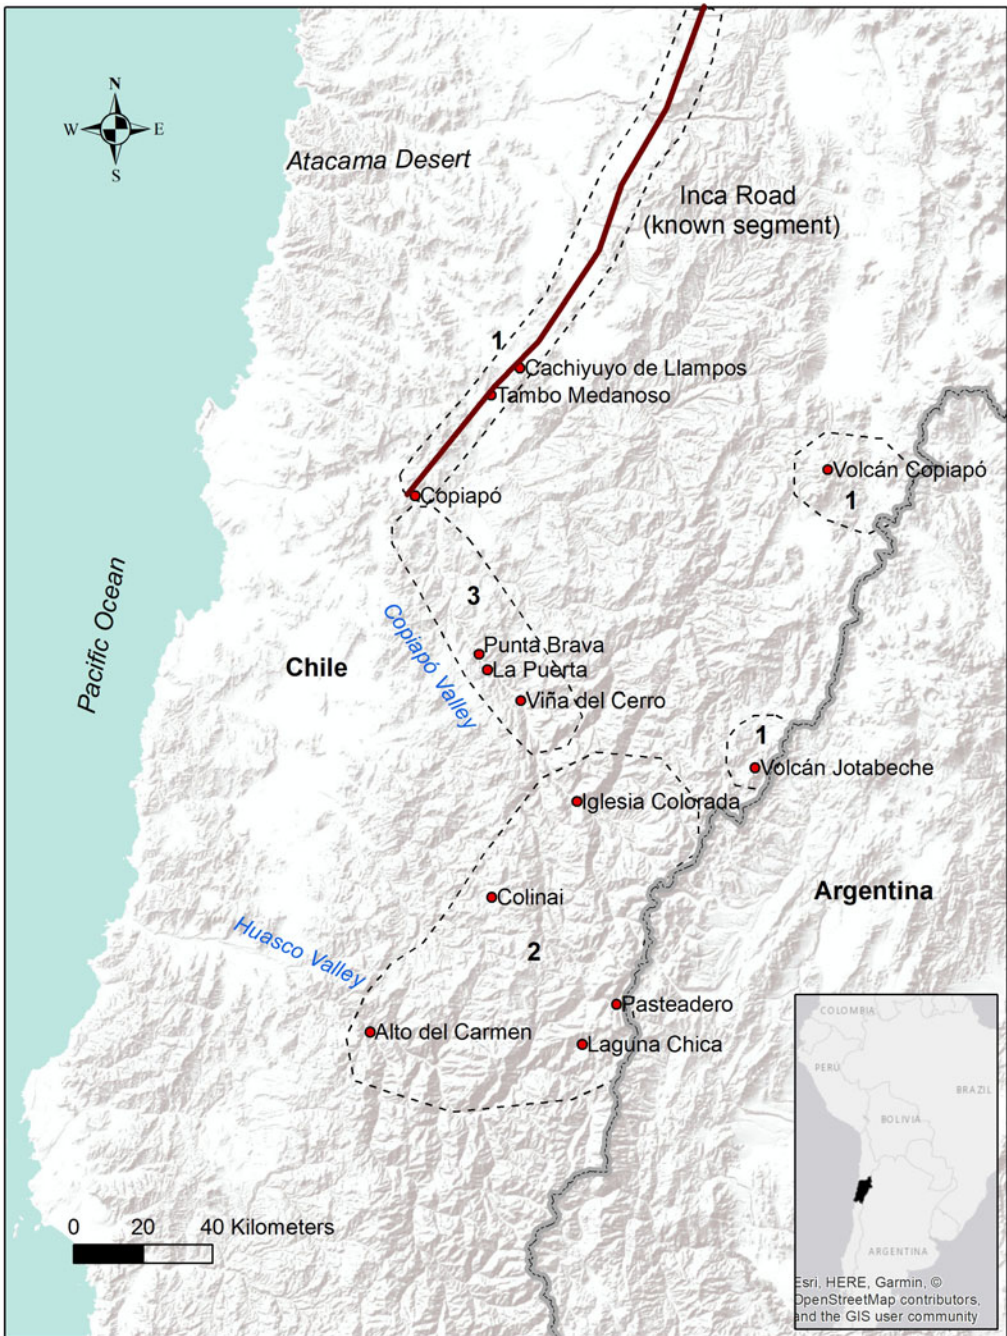 N
W
E
S
Atacama Desert
Inca Road
(known segment)
1
Cachiyuyo de Llampos
Tambo Medanoso
Volcán Copiapó
1
Copiapó
3
Pacific Ocean
Copiapó Valley
Chile
Punta Brava
La Puerta
Viña del Cerro
1
Volcán Jotabeche
Iglesia Colorada
Argentina
Colinai
Huasco Valley
2
Pasteadero
Alto del Carmen
Laguna Chica
0 20 40 Kilometers
COLOMBIA
PERÚ
BRAZIL
BOLIVIA
ARGENTINA
Esri, HERE, Garmin, ©
OpenStreetMap contributors,
and the GIS user community